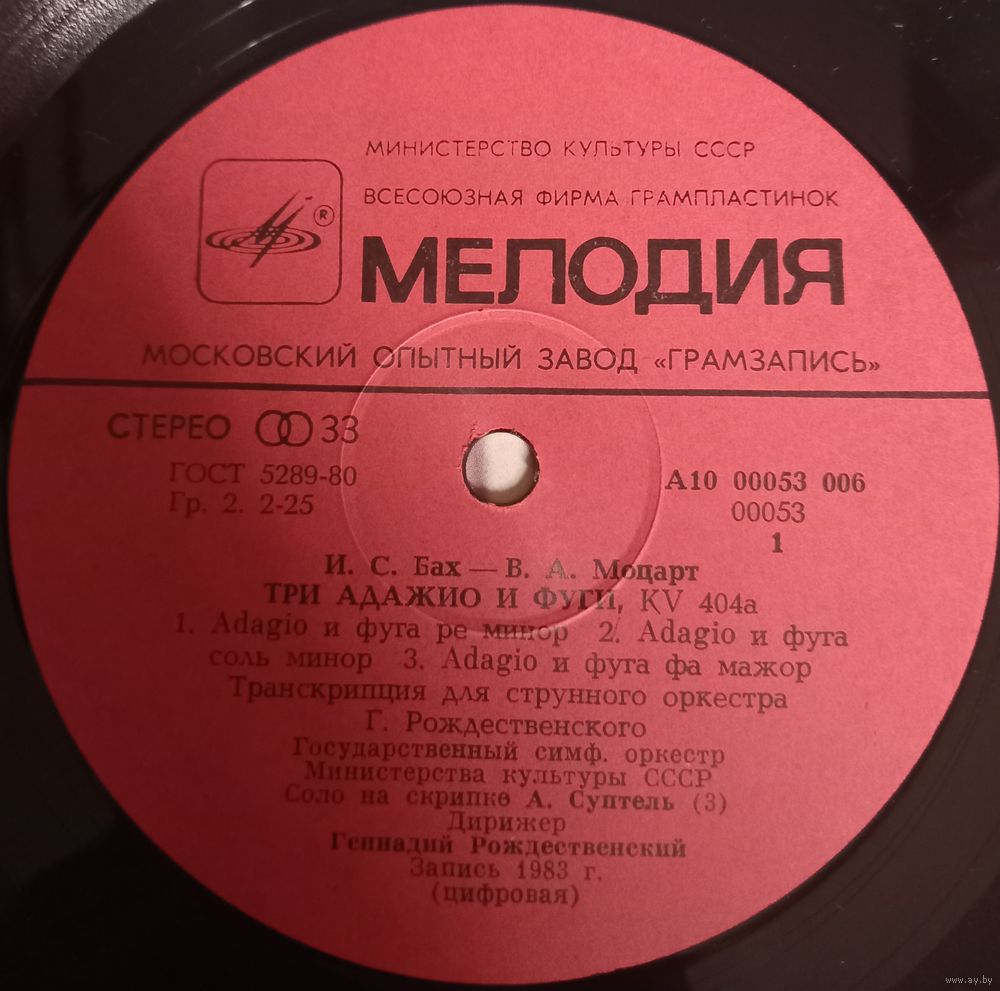 МИНИСТЕРСТВО КУЛЬТУРЫ СССР
ВСЕСОЮЗНАЯ ФИРМА ГРАМПЛАСТИНОК
®
МЕЛОДИЯ
МОСКОВСКИЙ ОПЫТНЫЙ ЗАВОД «ГРАМЗАПИСЬ»
СТЕРЕО 33
ГОСТ 5289-80
Гр. 2. 2-25
А10 00053 006
00053
1
И. С. Бах — В. А. Моцарт
ТРИ АДАЖИО И ФУГИ, KV 404a
1. Adagio и фуга ре минор 2. Adagio и фуга
соль минор 3. Adagio и фуга фа мажор
Транскрипция для струнного оркестра
Г. Рождественского
Государственный симф. оркестр
Министерства культуры СССР
Соло на скрипке А. Суптель (3)
Дирижер
Геннадий Рождественский
Запись 1983 г.
(цифровая)
www.ay.by